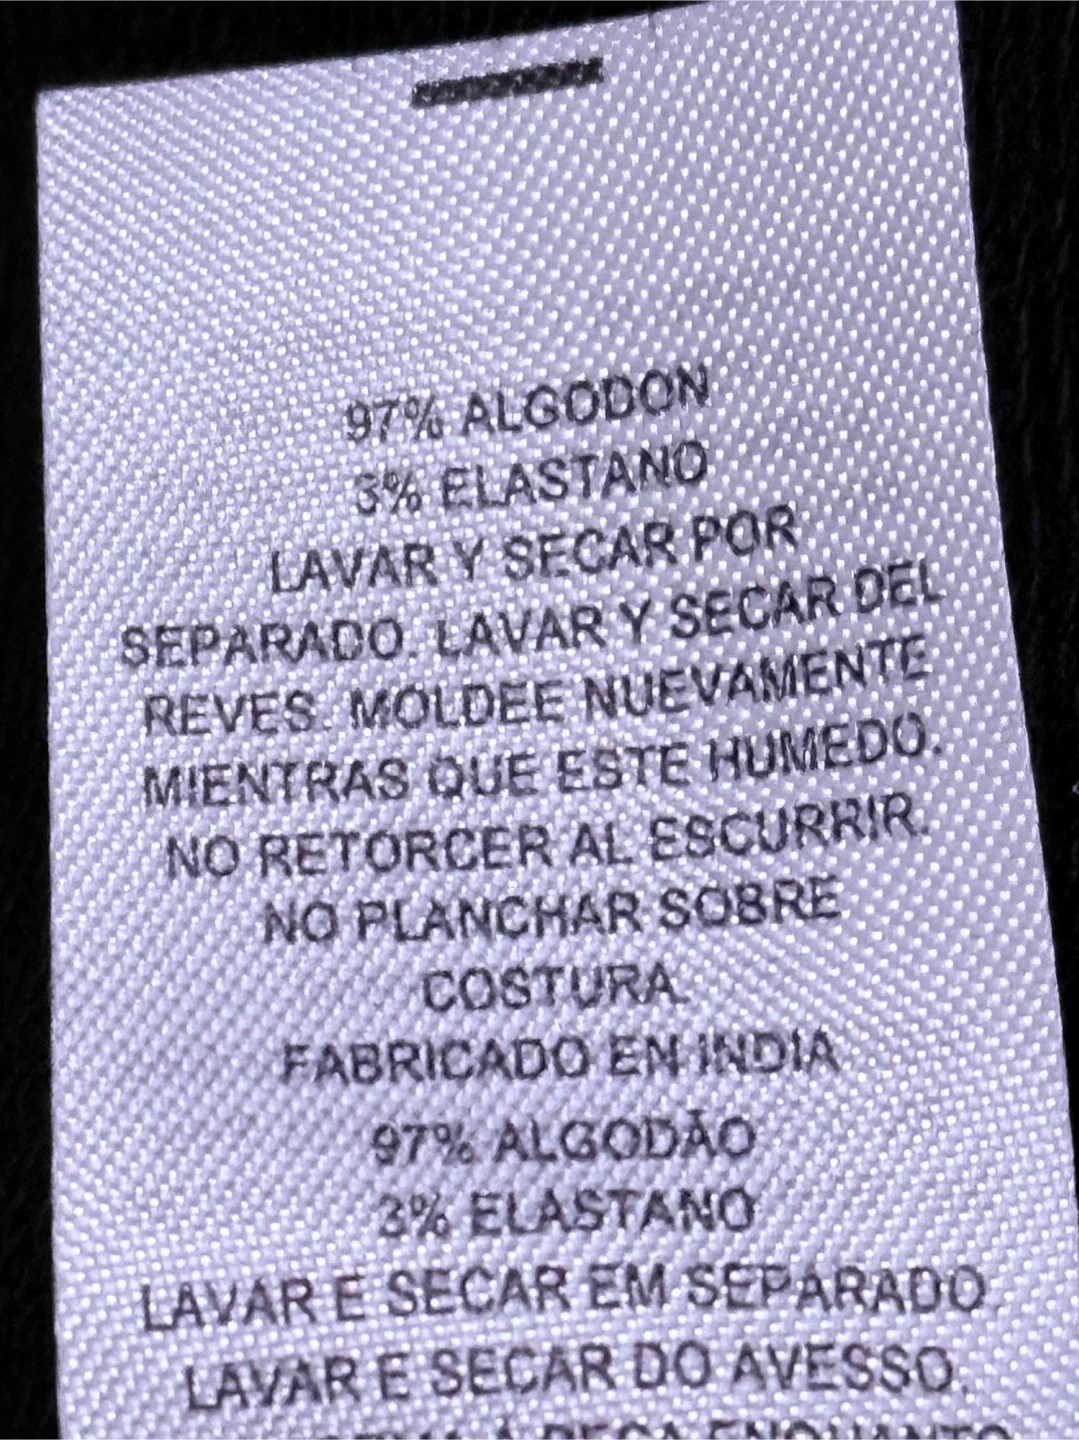 97% ALGODON
3% ELASTANO
LAVAR Y SECAR POR
SEPARADO. LAVAR Y SECAR DEL
REVES. MOLDEE NUEVAMENTE
MIENTRAS QUE ESTE HUMEDO.
NO RETORCER AL ESCURRIR.
NO PLANCHAR SOBRE
COSTURA.
FABRICADO EN INDIA
97% ALGODÃO
3% ELASTANO
LAVAR E SECAR EM SEPARADO.
LAVAR E SECAR DO AVESSO.
A PEÇA ENQUANTO